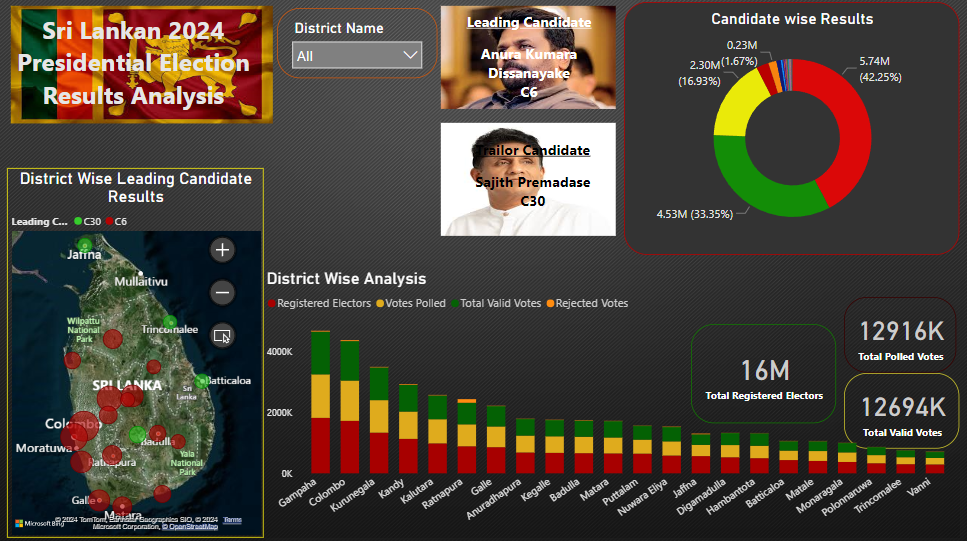 Sri Lankan 2024
Presidential Election
Results Analysis
District Name
All
Leading Candidate
Anura Kumara
Dissanayake
C6
Trailor Candidate
Sajith Premadase
C30
Candidate wise Results
0.23M
(1.67%)
2.30M
(16.93%)
5.74M
(42.25%)
4.53M (33.35%)
District Wise Leading Candidate
Results
Leading C... C30 C6
Jaffna
Mullaitivu
Wilpattu
National
Park
Trincomalee
SRI LANKA
Batticaloa
Sri
Lanka
Colombo
Moratuwa
Badulla
Ratnapura
Yala
National
Park
Galle
Matara
Microsoft Bing
© 2024 TomTom, Earthstar Geographics SIO, © 2024
Microsoft Corporation, © OpenStreetMap
Terms
District Wise Analysis
Registered Electors Votes Polled Total Valid Votes Rejected Votes
4000K
2000K
0K
Gampaha
Colombo
Kurunegala
Kandy
Kalutara
Ratnapura
Galle
Anuradhapura
Kegalle
Badulla
Matara
Puttalam
Nuwara Eliya
Jaffna
Digamadulla
Hambantota
Batticaloa
Matale
Monaragala
Polonnaruwa
Trincomalee
Vanni
16M
Total Registered Electors
12916K
Total Polled Votes
12694K
Total Valid Votes